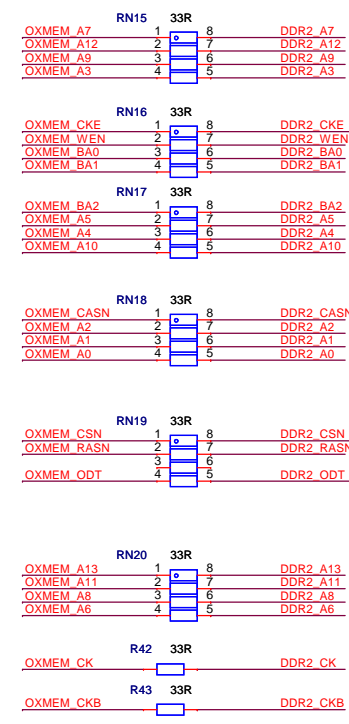 RN15 33R
OXMEM_A7 1 8 DDR2_A7
OXMEM_A12 2 7 DDR2_A12
OXMEM_A9 3 6 DDR2_A9
OXMEM_A3 4 5 DDR2_A3
RN16 33R
OXMEM_CKE 1 8 DDR2_CKE
OXMEM_WEN 2 7 DDR2_WEN
OXMEM_BA0 3 6 DDR2_BA0
OXMEM_BA1 4 5 DDR2_BA1
RN17 33R
OXMEM_BA2 1 8 DDR2_BA2
OXMEM_A5 2 7 DDR2_A5
OXMEM_A4 3 6 DDR2_A4
OXMEM_A10 4 5 DDR2_A10
RN18 33R
OXMEM_CASN 1 8 DDR2_CASN
OXMEM_A2 2 7 DDR2_A2
OXMEM_A1 3 6 DDR2_A1
OXMEM_A0 4 5 DDR2_A0
RN19 33R
OXMEM_CSN 1 8 DDR2_CSN
OXMEM_RASN 2 7 DDR2_RASN
3 6
OXMEM_ODT 4 5 DDR2_ODT
RN20 33R
OXMEM_A13 1 8 DDR2_A13
OXMEM_A11 2 7 DDR2_A11
OXMEM_A8 3 6 DDR2_A8
OXMEM_A6 4 5 DDR2_A6
R42 33R
OXMEM_CK DDR2_CK
R43 33R
OXMEM_CKB DDR2_CKB